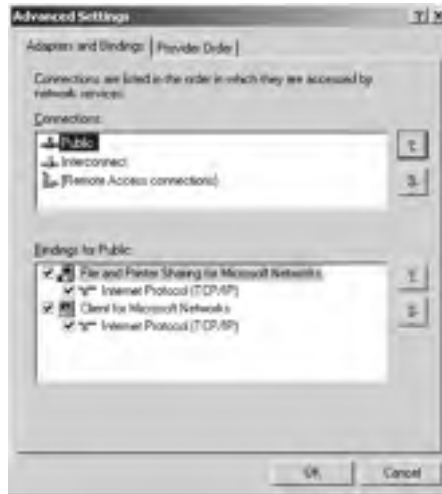 Advanced Settings
Adapters and Bindings
Provider Order
Connections are listed in the order in which they are accessed by
network services.
Connections:
Public
Interconnect
[Remote Access connections]
Bindings for Public:
File and Printer Sharing for Microsoft Networks
Internet Protocol (TCP/IP)
Client for Microsoft Networks
Internet Protocol (TCP/IP)
OK
Cancel